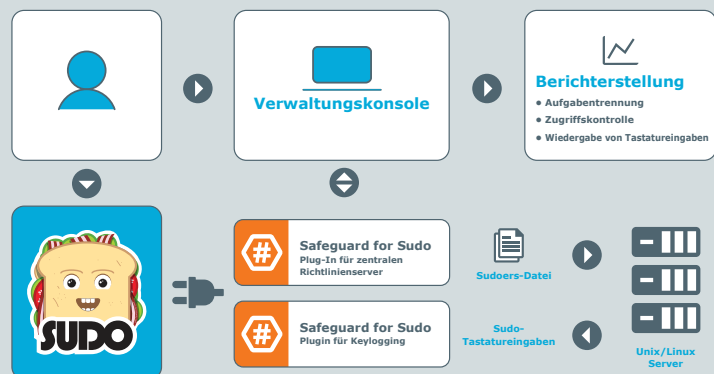 Verwaltungskonsole
Berichterstellung
• Aufgabentrennung
• Zugriffskontrolle
• Wiedergabe von Tastatureingaben
SUDO
#
Safeguard for Sudo
Plug-In für zentralen
Richtlinienserver
Sudoers-Datei
#
Safeguard for Sudo
Plugin für Keylogging
Sudo-
Tastatureingaben
Unix/Linux
Server